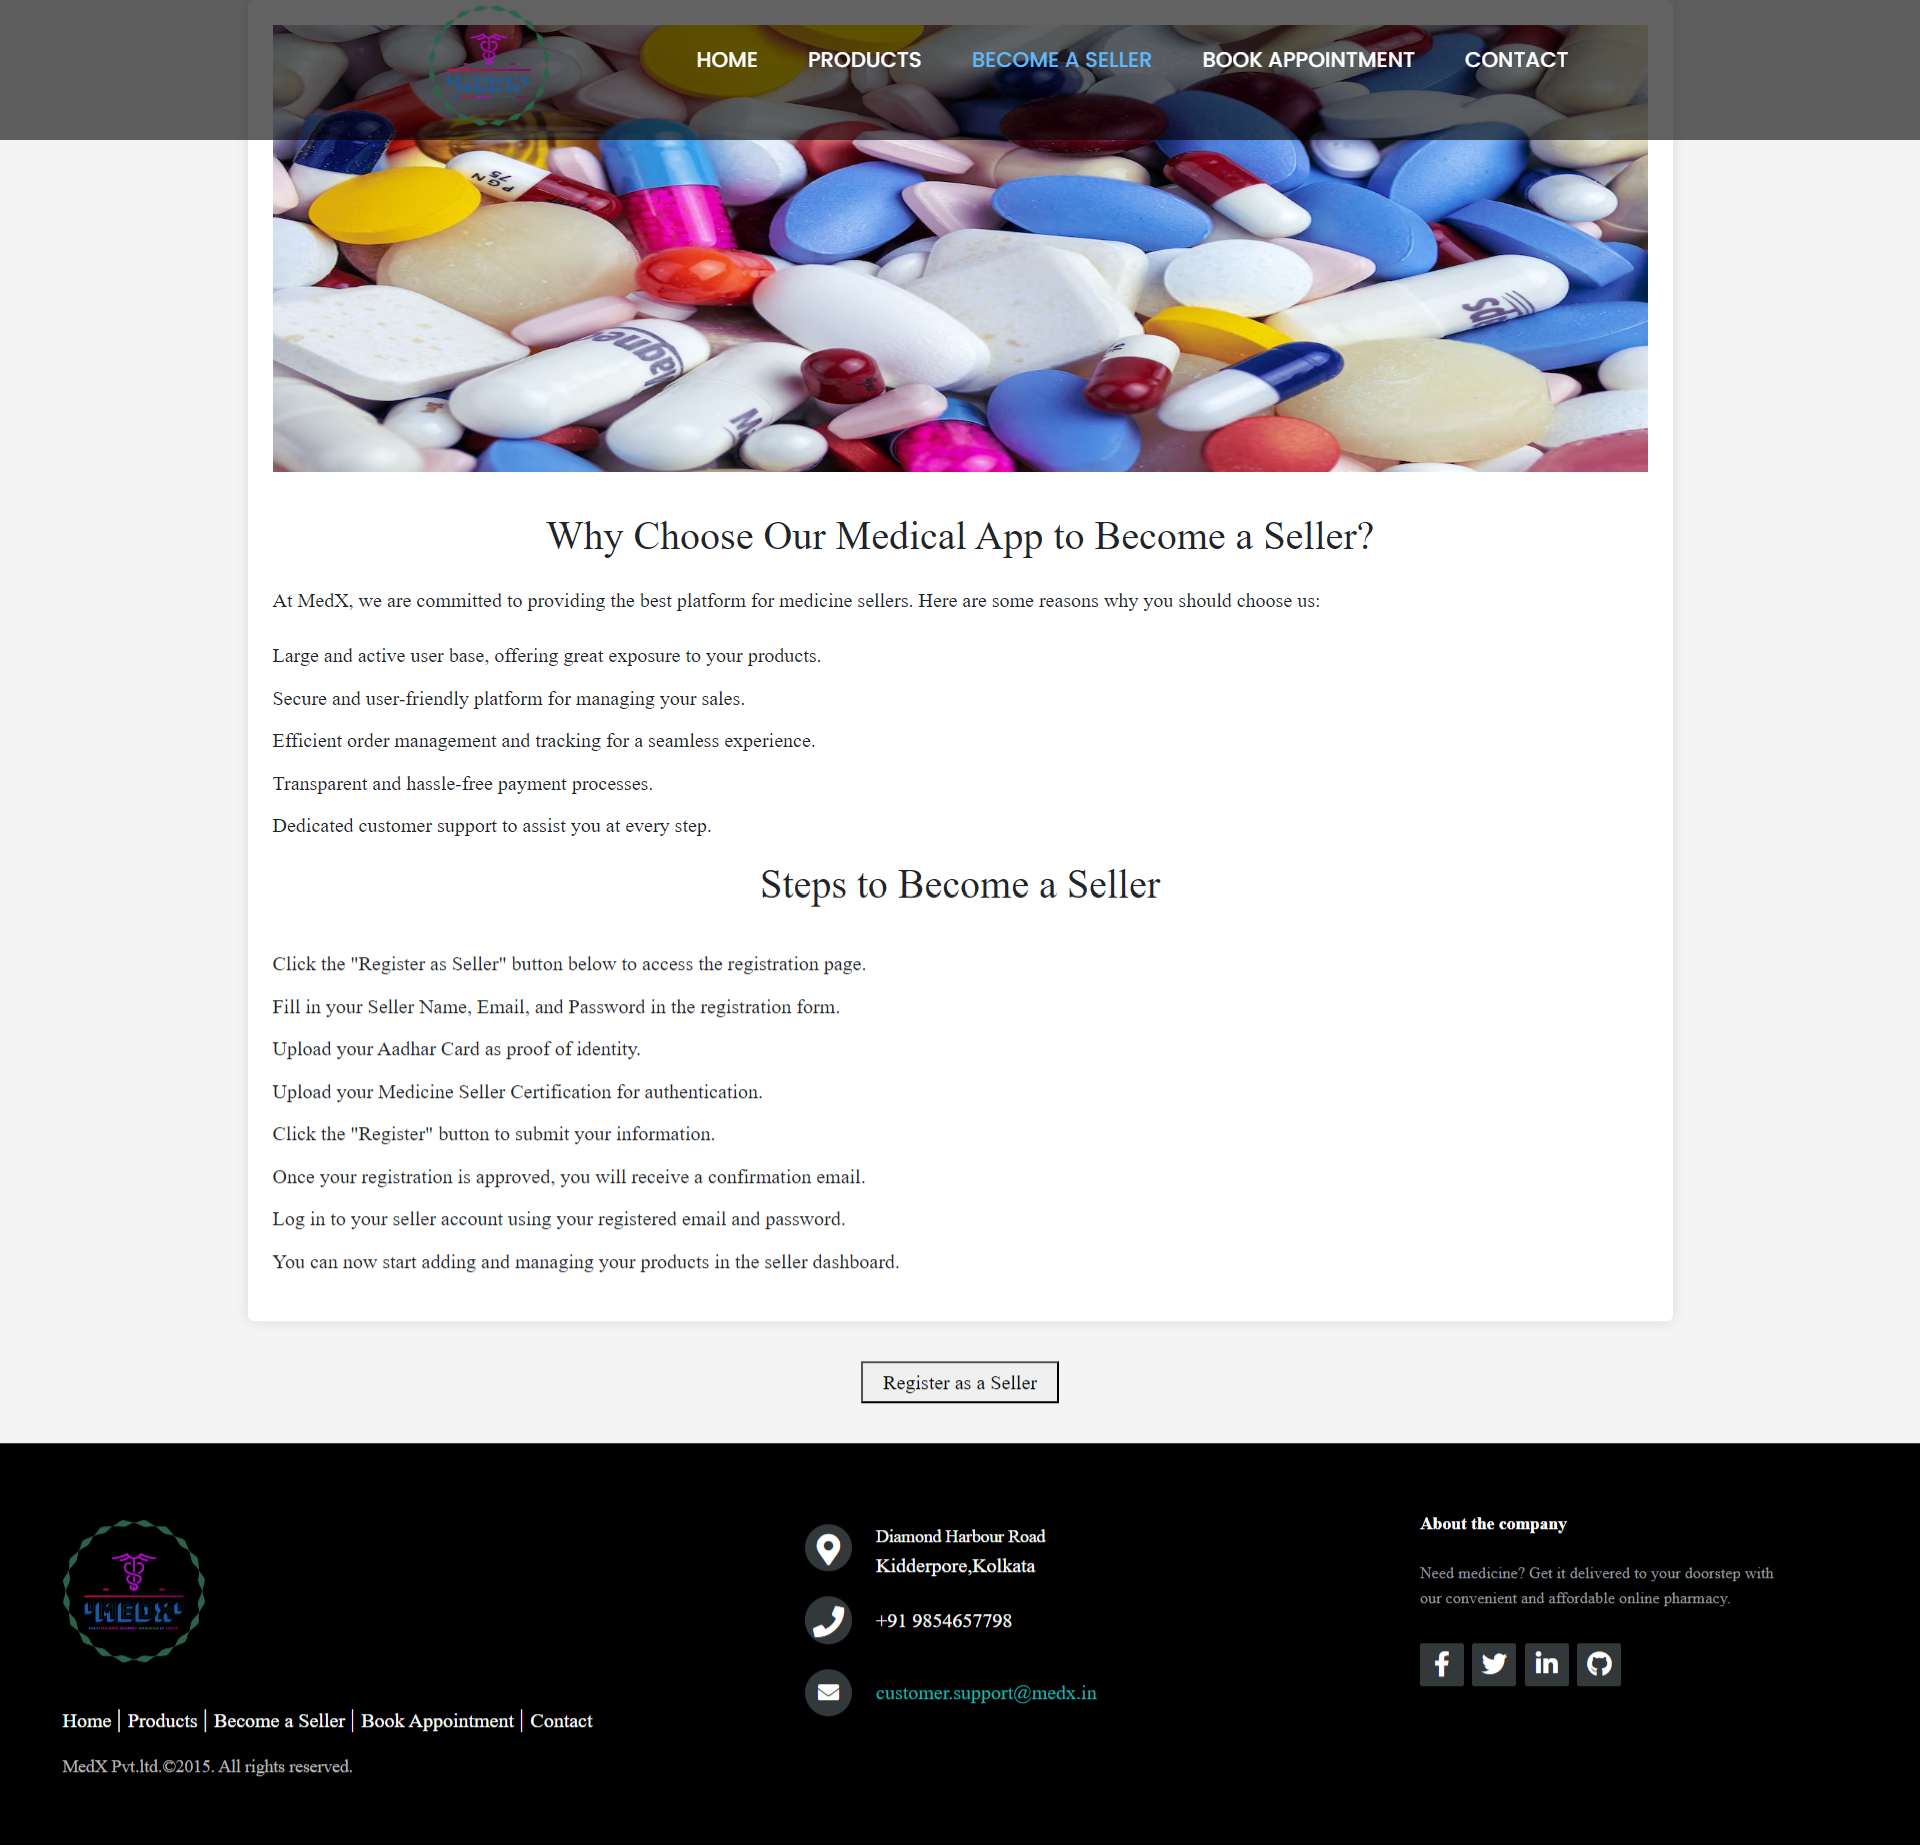 MEDX
HOME PRODUCTS BECOME A SELLER BOOK APPOINTMENT CONTACT
PGN
75
Magne
Why Choose Our Medical App to Become a Seller?
At MedX, we are committed to providing the best platform for medicine sellers. Here are some reasons why you should choose us:
Large and active user base, offering great exposure to your products.
Secure and user-friendly platform for managing your sales.
Efficient order management and tracking for a seamless experience.
Transparent and hassle-free payment processes.
Dedicated customer support to assist you at every step.
Steps to Become a Seller
Click the "Register as Seller" button below to access the registration page.
Fill in your Seller Name, Email, and Password in the registration form.
Upload your Aadhar Card as proof of identity.
Upload your Medicine Seller Certification for authentication.
Click the "Register" button to submit your information.
Once your registration is approved, you will receive a confirmation email.
Log in to your seller account using your registered email and password.
You can now start adding and managing your products in the seller dashboard.
Register as a Seller
MEDX
Home | Products | Become a Seller | Book Appointment | Contact
MedX Pvt.ltd.©2015. All rights reserved.
Diamond Harbour Road
Kidderpore,Kolkata
+91 9854657798
customer.support@medx.in
About the company
Need medicine? Get it delivered to your doorstep with
our convenient and affordable online pharmacy.